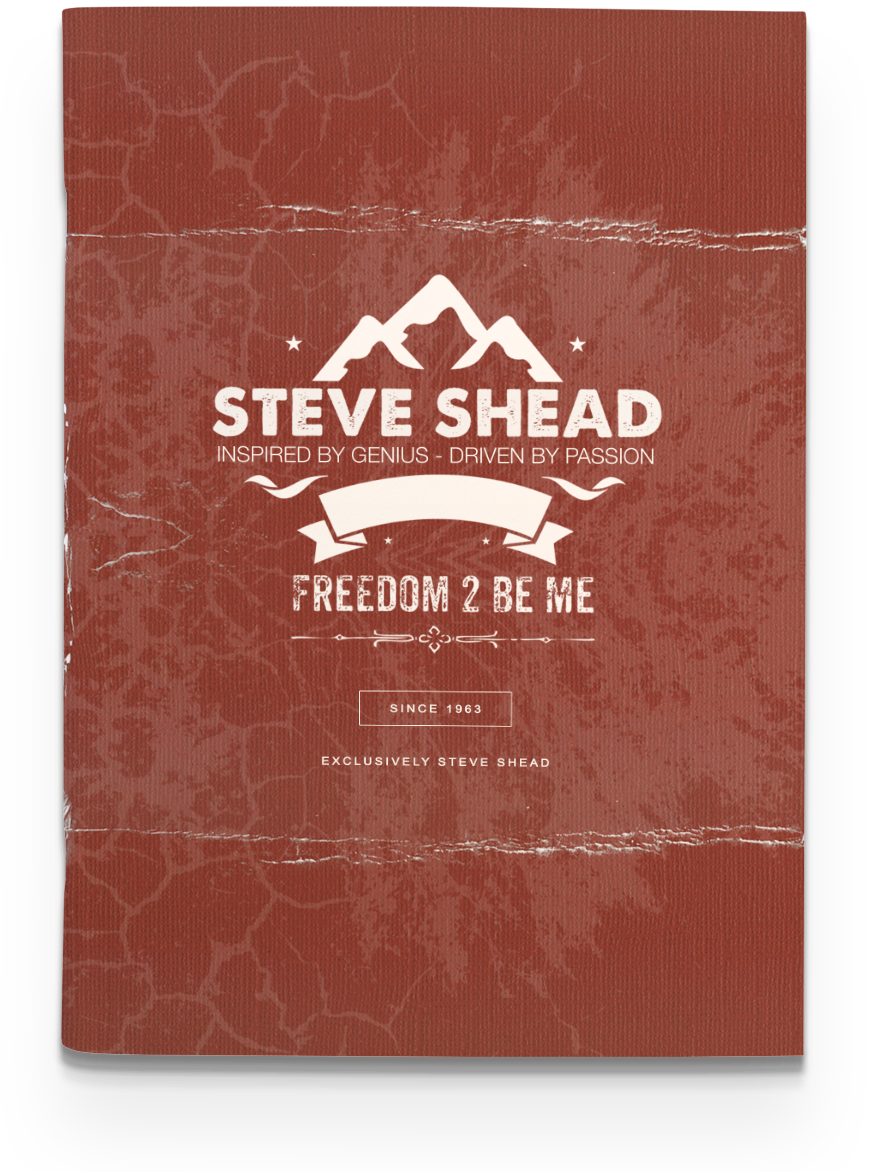 STEVE SHEAD
INSPIRED BY GENIUS - DRIVEN BY PASSION
FREEDOM 2 BE ME
SINCE 1963
EXCLUSIVELY STEVE SHEAD